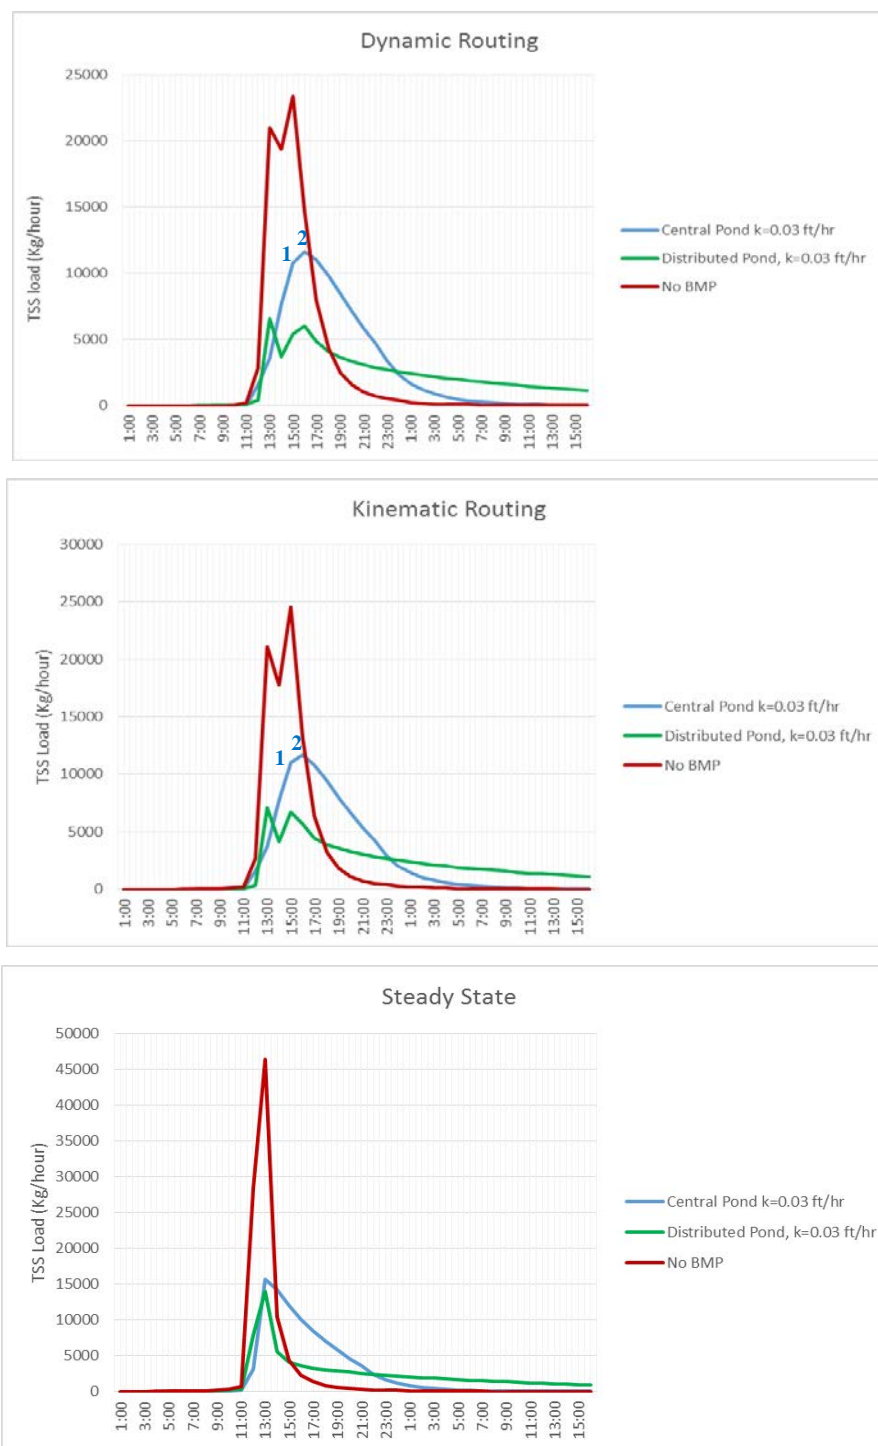 Dynamic Routing
25000
20000
15000
10000
5000
0
TSS load (Kg/hour)
1
2
1:00 3:00 5:00 7:00 9:00 11:00 13:00 15:00 17:00 19:00 21:00 23:00 1:00 3:00 5:00 7:00 9:00 11:00 13:00 15:00
Central Pond k=0.03 ft/hr
Distributed Pond, k=0.03 ft/hr
No BMP
Kinematic Routing
30000
25000
20000
15000
10000
5000
0
TSS Load (Kg/hour)
1
2
1:00 3:00 5:00 7:00 9:00 11:00 13:00 15:00 17:00 19:00 21:00 23:00 1:00 3:00 5:00 7:00 9:00 11:00 13:00 15:00
Central Pond k=0.03 ft/hr
Distributed Pond, k=0.03 ft/hr
No BMP
Steady State
50000
45000
40000
35000
30000
25000
20000
15000
10000
5000
0
TSS Load (Kg/hour)
1:00 3:00 5:00 7:00 9:00 11:00 13:00 15:00 17:00 19:00 21:00 23:00 1:00 3:00 5:00 7:00 9:00 11:00 13:00 15:00
Central Pond k=0.03 ft/hr
Distributed Pond, k=0.03 ft/hr
No BMP